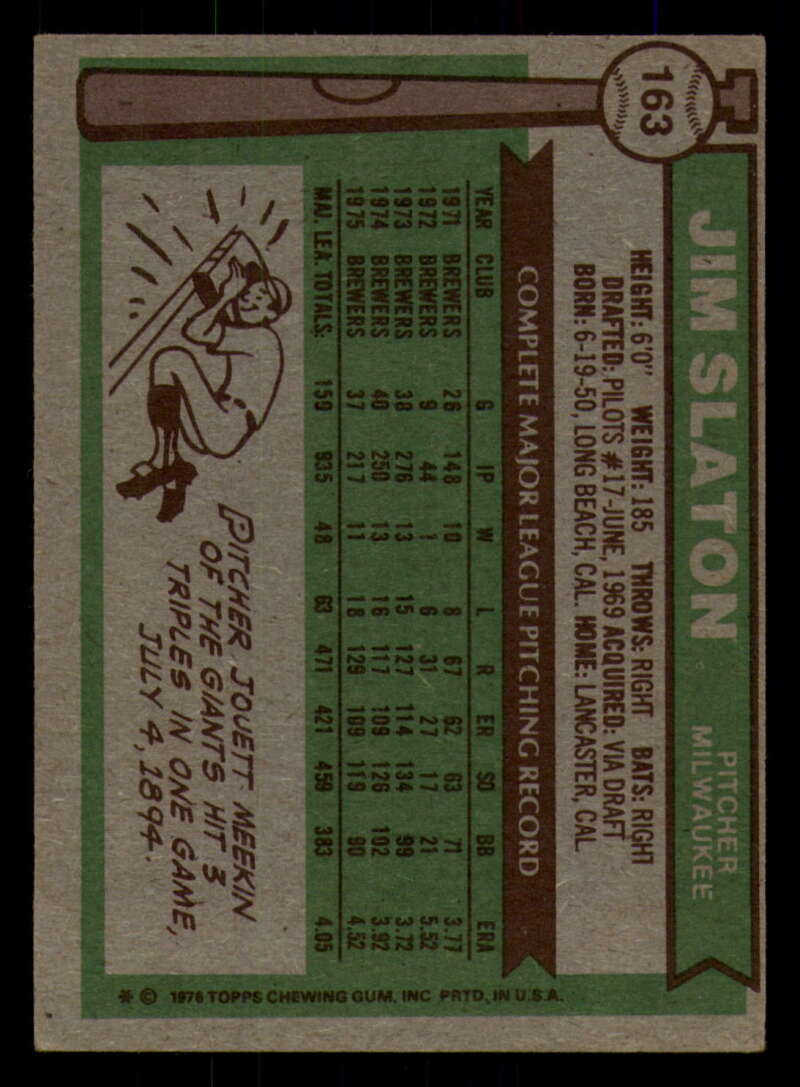 163
JIM SLATON
PITCHER
MILWAUKEE
HEIGHT: 6'0" WEIGHT: 185 THROWS: RIGHT BATS: RIGHT
DRAFTED: PILOTS #17-JUNE, 1969 ACQUIRED: VIA DRAFT
BORN: 6-19-50, LONG BEACH, CAL. HOME: LANCASTER, CAL
COMPLETE MAJOR LEAGUE PITCHING RECORD
YEAR CLUB G IP W L R ER SO BB ERA
1971 BREWERS 26 148 10 8 67 62 63 71 3.77
1972 BREWERS 9 44 1 6 31 27 17 21 5.52
1973 BREWERS 38 276 13 15 127 114 134 99 3.72
1974 BREWERS 40 250 13 16 117 109 126 102 3.92
1975 BREWERS 37 217 11 18 129 109 119 90 4.52
MAJ. LEA. TOTALS: 150 935 48 63 471 421 459 383 4.05
PITCHER JOUETT MEEKIN
OF THE GIANTS HIT 3
TRIPLES IN ONE GAME,
JULY 4, 1894.
* © 1976 TOPPS CHEWING GUM, INC PRTD, IN U.S.A.